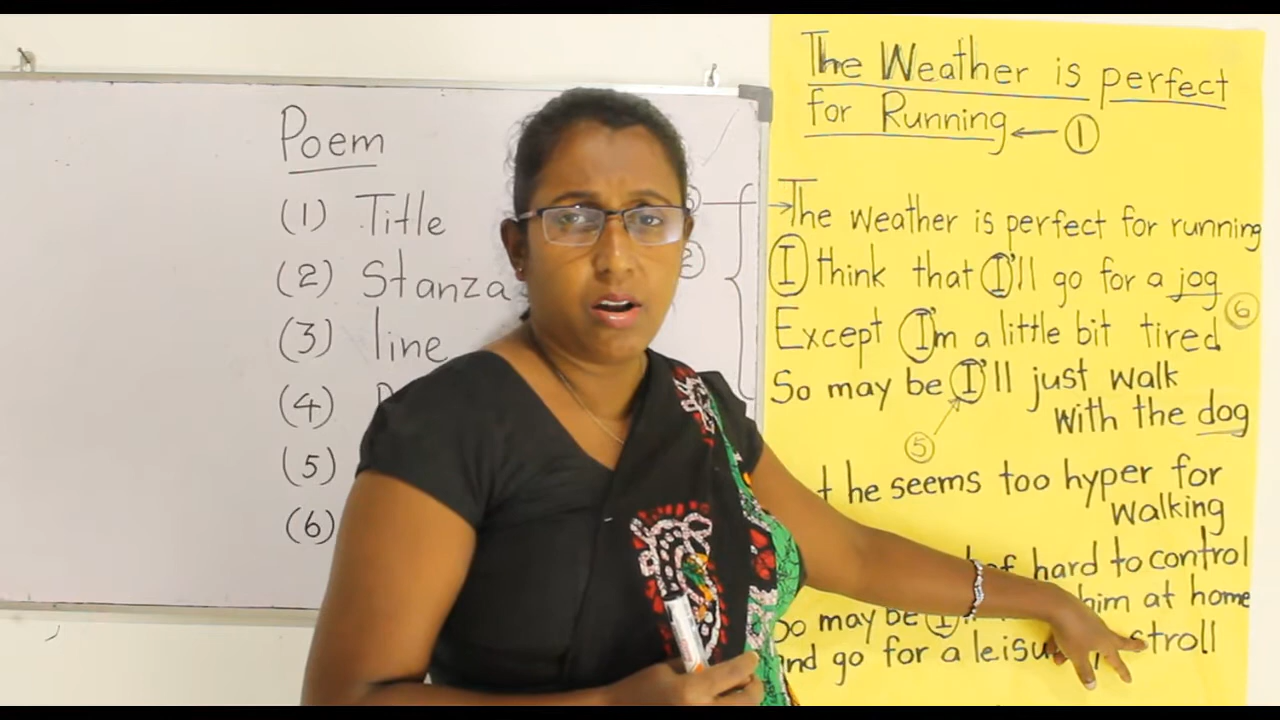 Poem
(1) Title
(2) Stanza
(3) line
(4)
(5)
(6)
The Weather is perfect
for Running ← 1
The weather is perfect for running
I think that I'll go for a jog
6
Except I'm a little bit tired
So may be I'll just walk
with the dog
5
he seems too hyper for
walking
hard to control
So may be I him at home
and go for a stroll
2